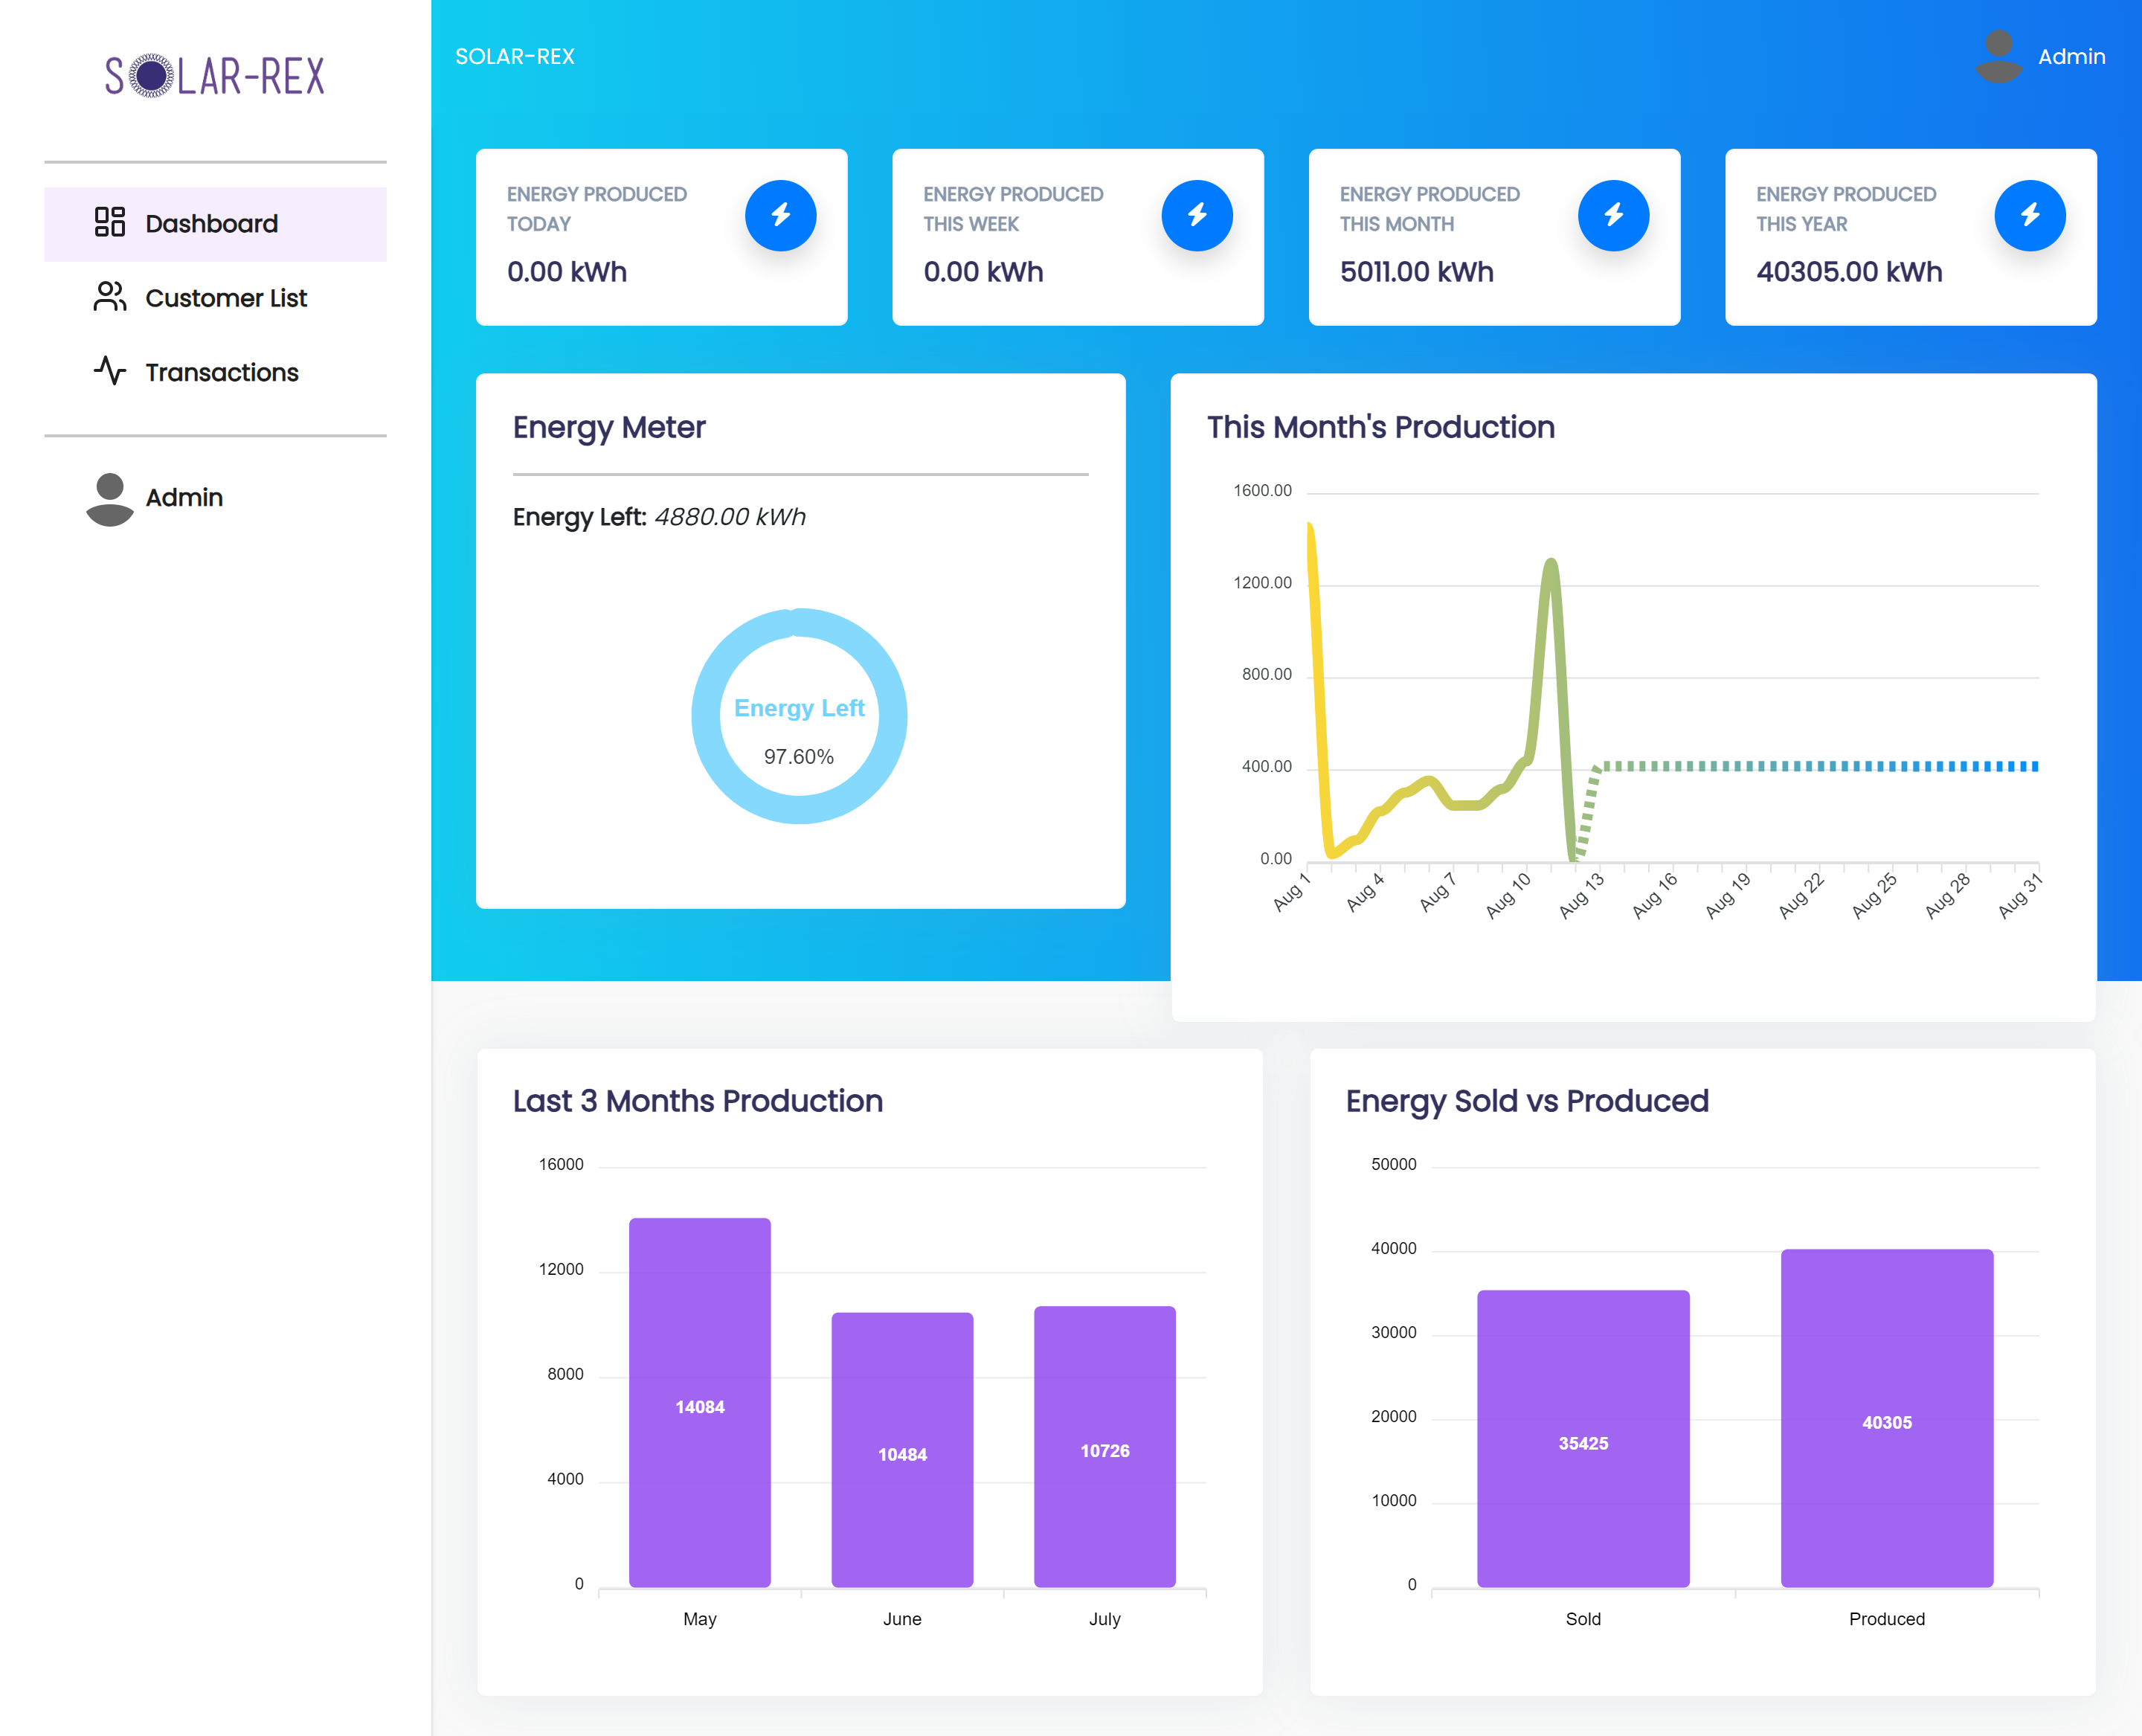 SOLAR-REX
Dashboard
Customer List
Transactions
Admin
SOLAR-REX
Admin
ENERGY PRODUCED
TODAY
0.00 kWh
ENERGY PRODUCED
THIS WEEK
0.00 kWh
ENERGY PRODUCED
THIS MONTH
5011.00 kWh
ENERGY PRODUCED
THIS YEAR
40305.00 kWh
Energy Meter
Energy Left: 4880.00 kWh
Energy Left
97.60%
This Month's Production
1600.00
1200.00
800.00
400.00
0.00
Aug 1
Aug 4
Aug 7
Aug 10
Aug 13
Aug 16
Aug 19
Aug 22
Aug 25
Aug 28
Aug 31
Last 3 Months Production
16000
12000
8000
4000
0
14084
10484
10726
May
June
July
Energy Sold vs Produced
50000
40000
30000
20000
10000
0
35425
40305
Sold
Produced